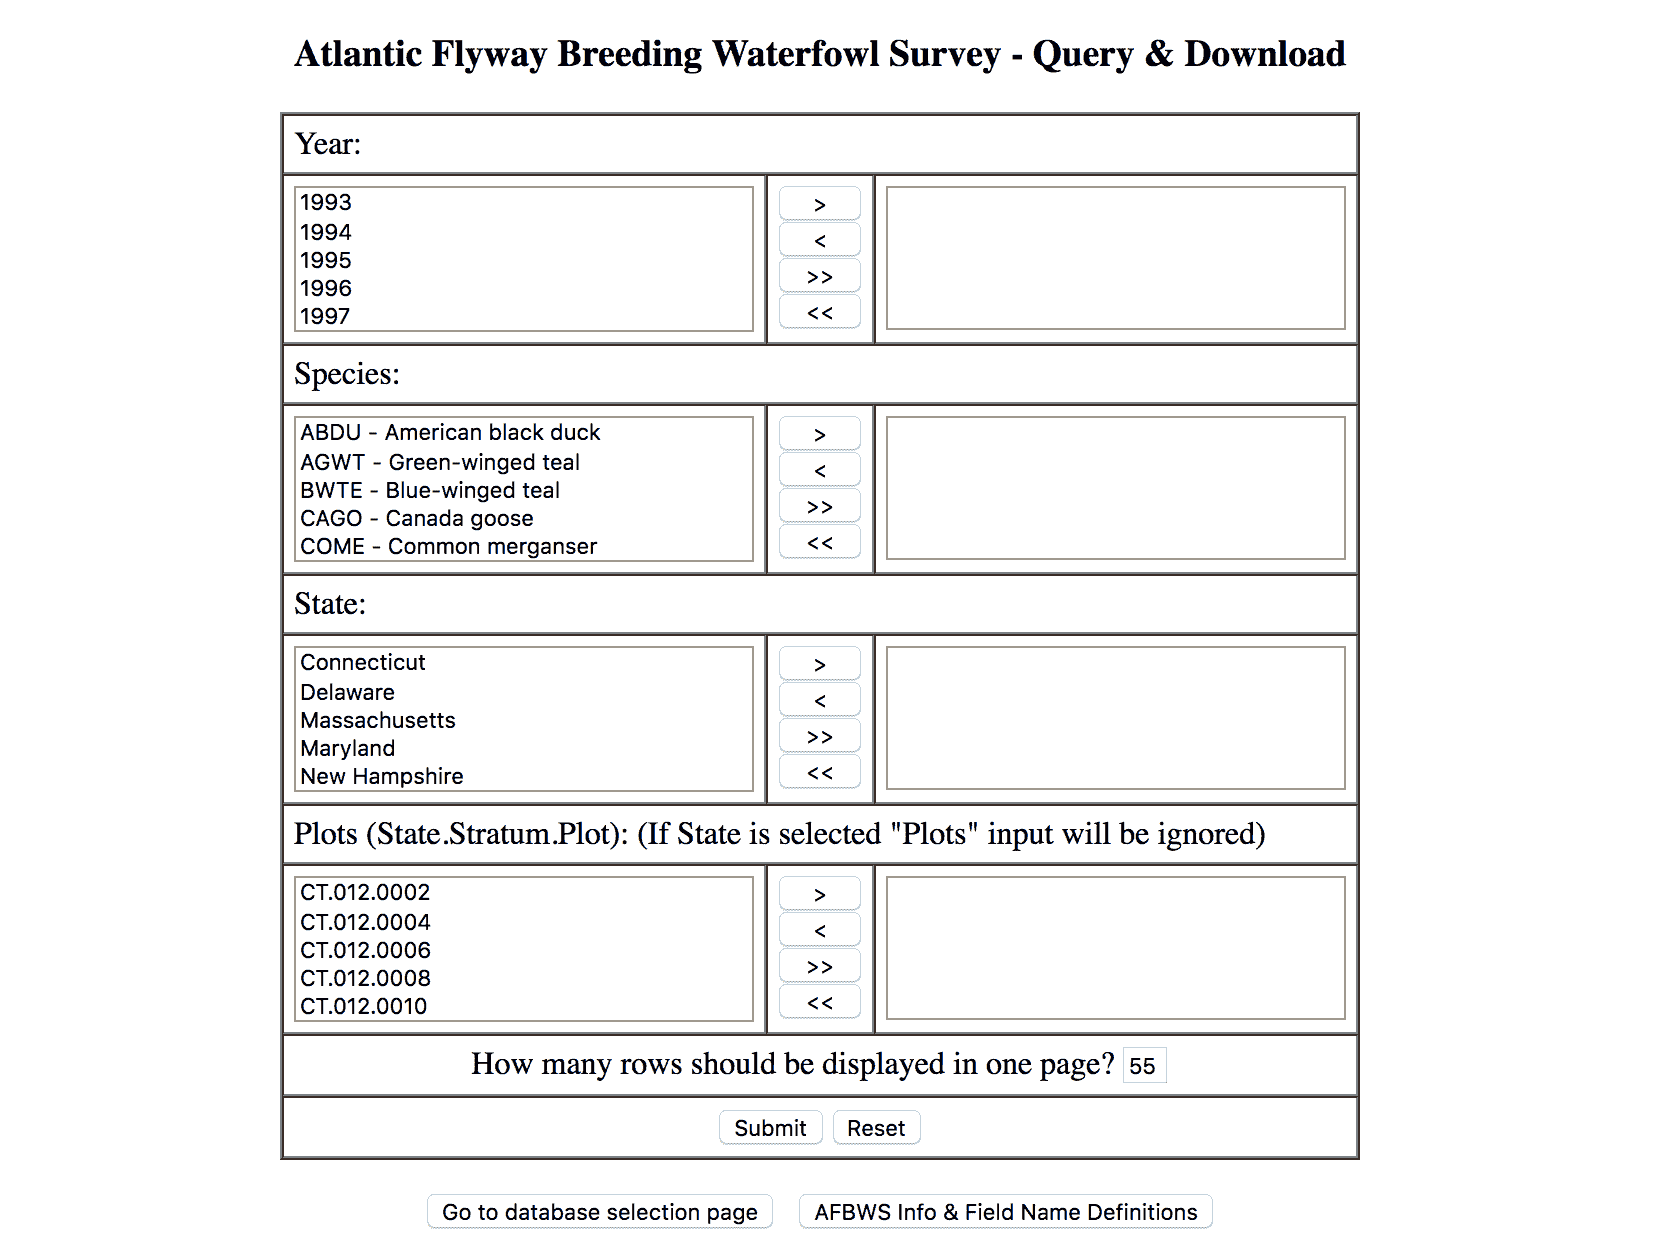 Atlantic Flyway Breeding Waterfowl Survey - Query & Download
Year:
1993
1994
1995
1996
1997
>
<
>>
<<
Species:
ABDU - American black duck
AGWT - Green-winged teal
BWTE - Blue-winged teal
CAGO - Canada goose
COME - Common merganser
>
<
>>
<<
State:
Connecticut
Delaware
Massachusetts
Maryland
New Hampshire
>
<
>>
<<
Plots (State.Stratum.Plot): (If State is selected "Plots" input will be ignored)
CT.012.0002
CT.012.0004
CT.012.0006
CT.012.0008
CT.012.0010
>
<
>>
<<
How many rows should be displayed in one page? 55
Submit Reset
Go to database selection page AFBWS Info & Field Name Definitions